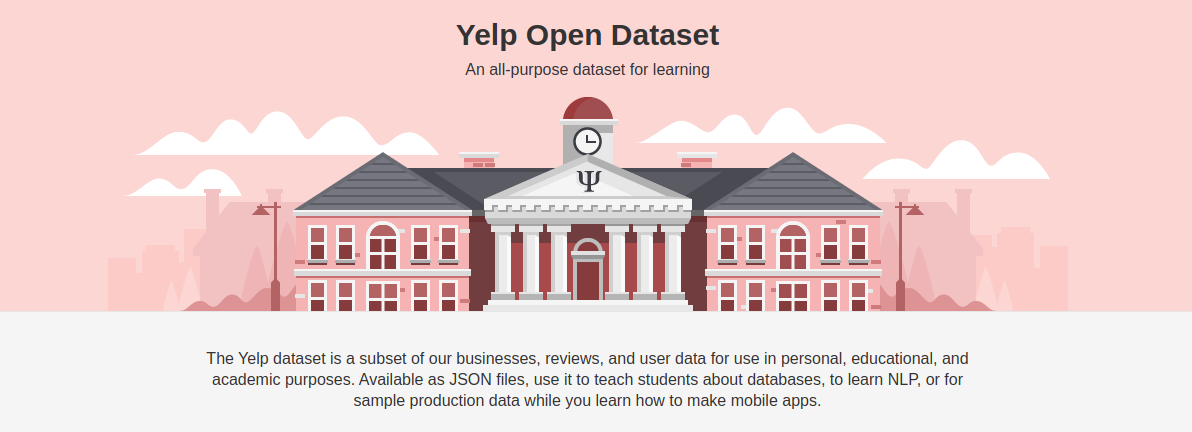 Yelp Open Dataset
An all-purpose dataset for learning
Ψ
The Yelp dataset is a subset of our businesses, reviews, and user data for use in personal, educational, and
academic purposes. Available as JSON files, use it to teach students about databases, to learn NLP, or for
sample production data while you learn how to make mobile apps.